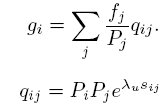 g_i = \sum_j \frac{f_j}{P_j} q_{ij}.
q_{ij} = P_i P_j e^{\lambda_u s_{ij}}